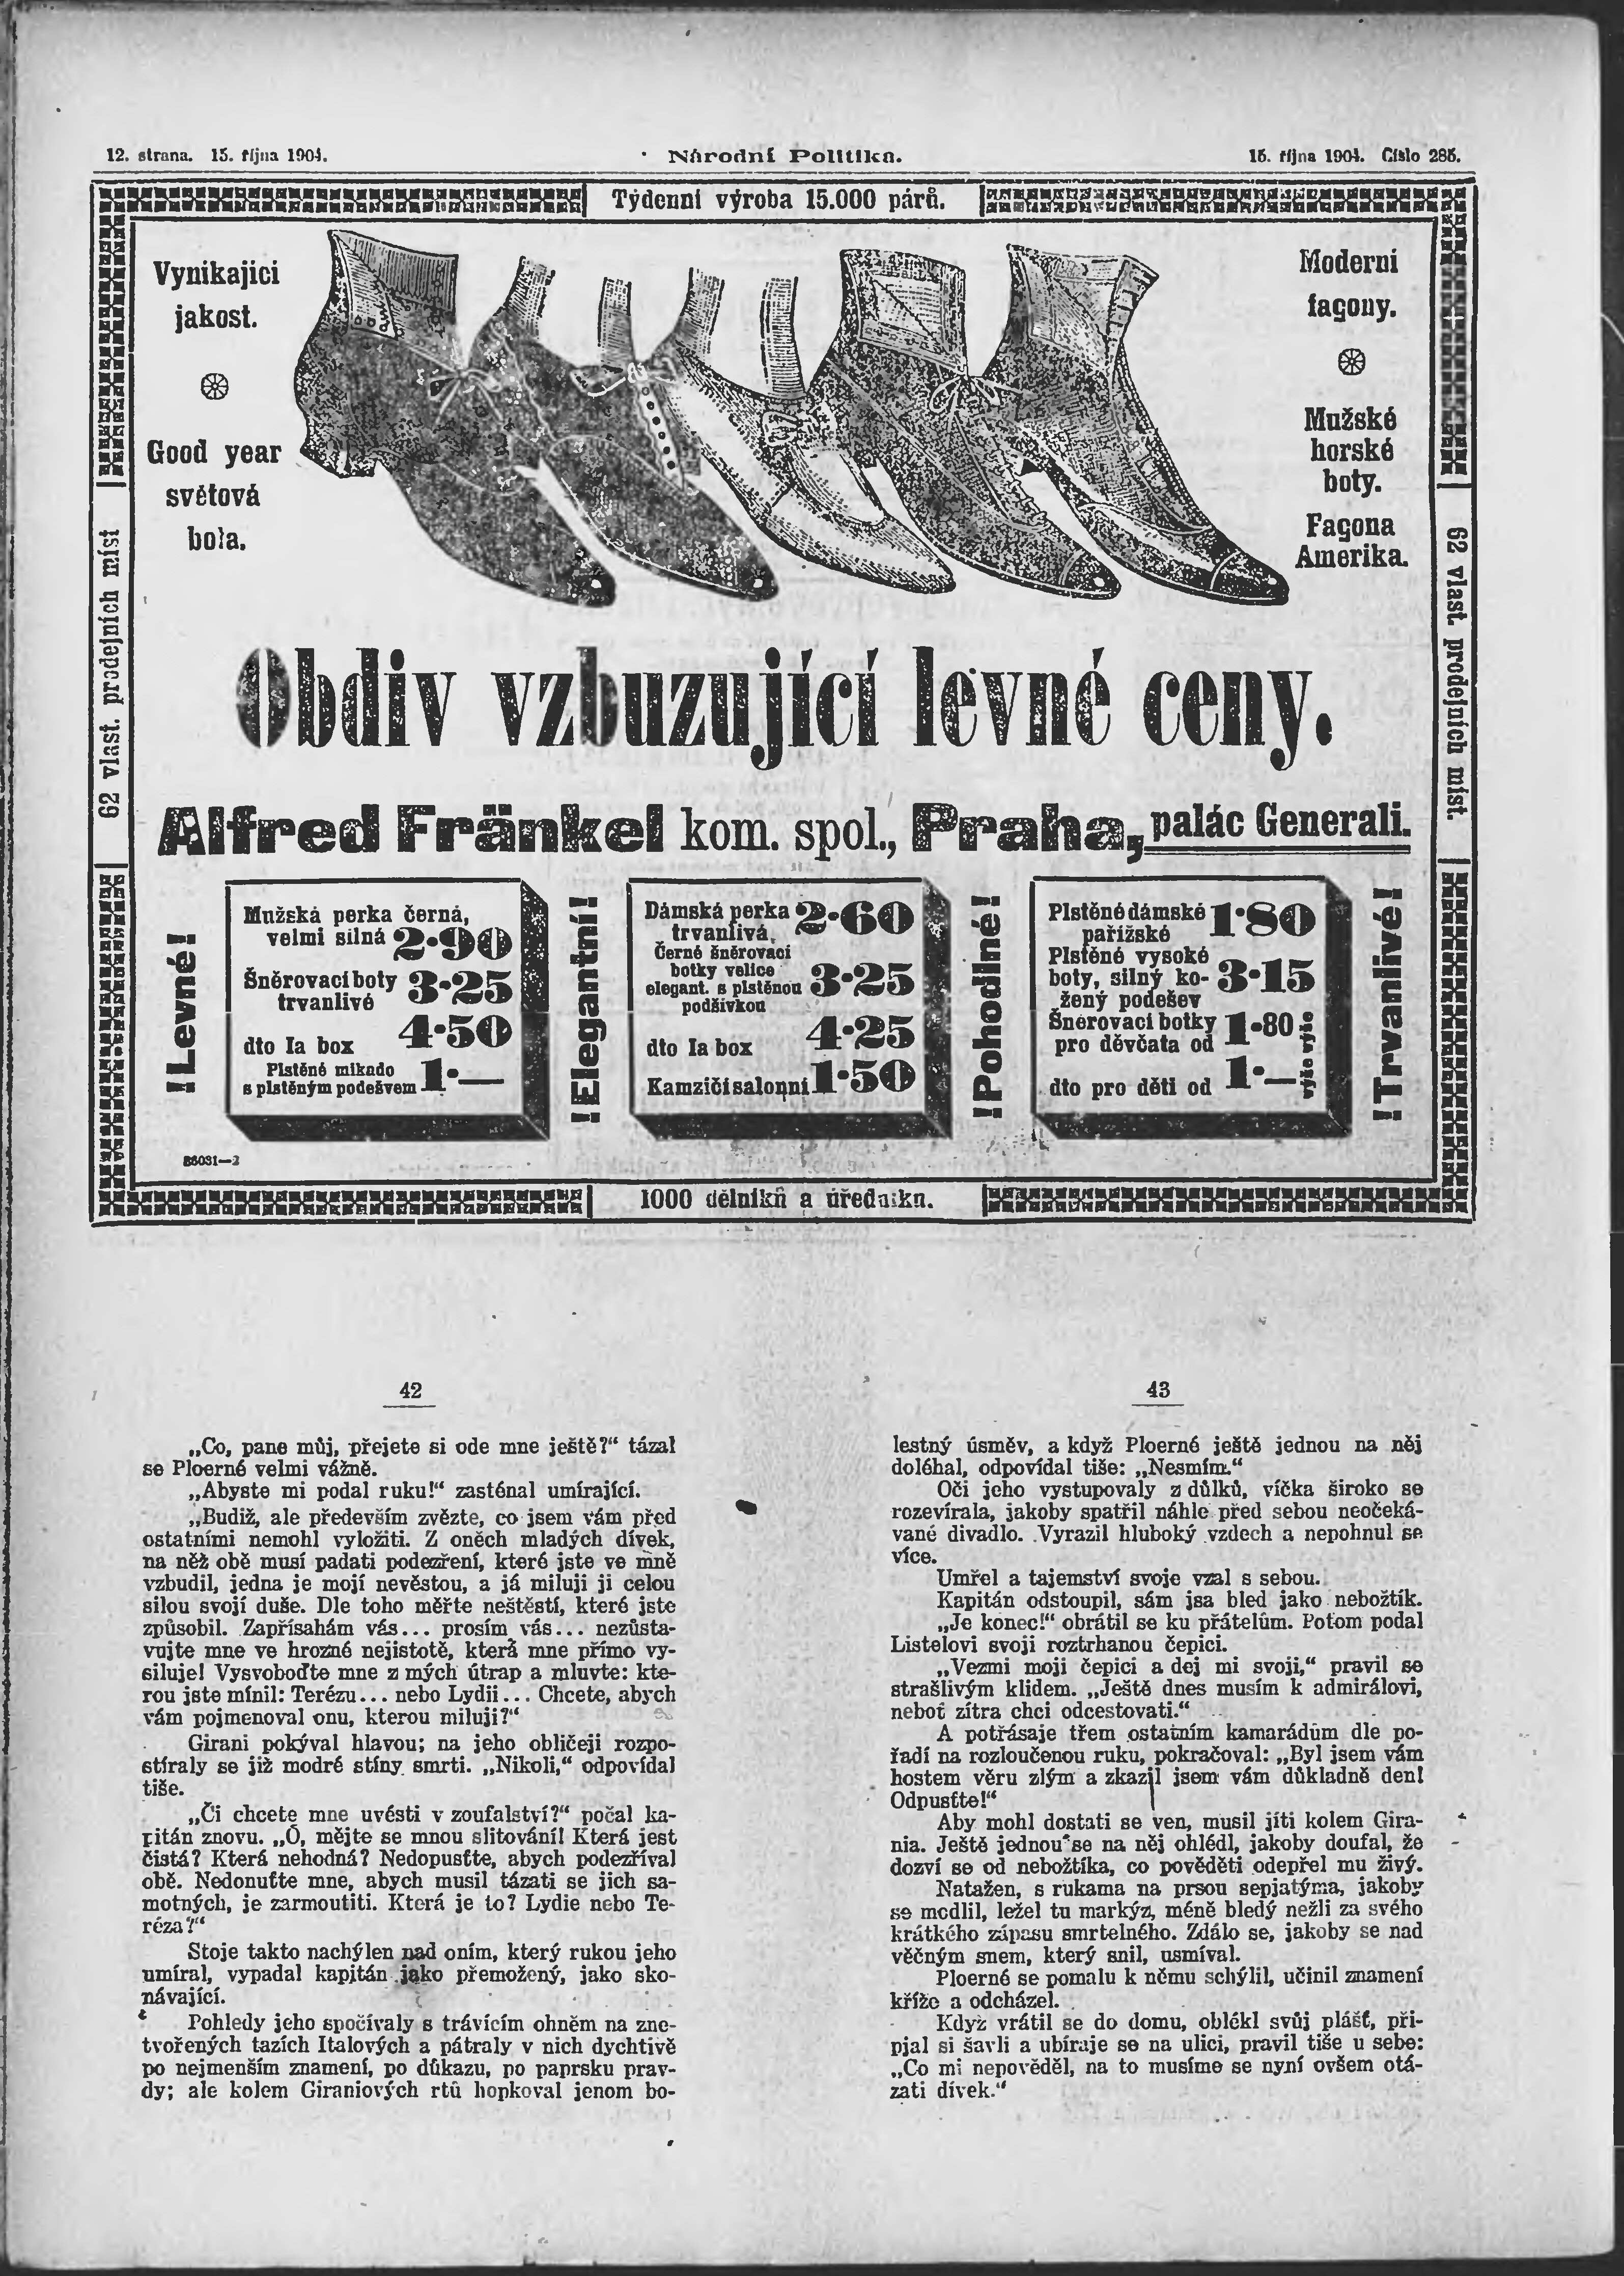 12. strana. 15. října 1904.
Národní Politika.
15. října 1904. Číslo 285.
Týdenní výroba 15.000 párů.
Vynikající
jakost.
Good year
světová
bota.
Moderní
façony.
Mužské
horské
boty.
Façona
Amerika.
62 vlast. prodejních míst
62 vlast. prodejních míst.
Obdiv vzbuzující levné ceny.
Alfred Fränkel kom. spol., Praha, palác Generali.
!Levné!
Mužská perka černá,
velmi silná 2·90
Šněrovací boty
trvanlivé 3·25
dto Ia box 4·50
Plstěné mikado
s plstěným podešvem 1·—
!Elegantní!
Dámská perka
trvanlivá, 2·60
Černé šněrovací
botky velice
elegant. s plstěnou 3·25
podšívkou
dto Ia box 4·25
Kamzičí salonní 1·50
!Pohodlné!
Plstěné dámské 1·80
pařížské
Plstěné vysoké
boty, silný ko- 3·15
žený podešev
Šněrovací botky
pro děvčata od 1·80
dto pro děti od 1·—
výše výše
!Trvanlivé!
86031—2
1000 dělníků a úředníků.
42
„Co, pane můj, přejete si ode mne ještě?“ tázal
se Ploerné velmi vážně.
„Abyste mi podal ruku!“ zasténal umírající.
„Budiž, ale především zvězte, co jsem vám před
ostatními nemohl vyložiti. Z oněch mladých dívek,
na něž obě musí padati podezření, které jste ve mně
vzbudil, jedna je mojí nevěstou, a já miluji ji celou
silou svojí duše. Dle toho měřte neštěstí, které jste
způsobil. Zapřísahám vás... prosím vás... nezůsta-
vujte mne ve hrozné nejistotě, která mne přímo vy-
siluje! Vysvoboďte mne z mých útrap a mluvte: kte-
rou jste mínil: Terézu... nebo Lydii... Chcete, abych
vám pojmenoval onu, kterou miluji?“
Girani pokýval hlavou; na jeho obličeji rozpo-
stíraly se již modré stíny smrti. „Nikoli,“ odpovídal
tiše.
„Či chcete mne uvésti v zoufalství?“ počal ka-
pitán znovu. „Ó, mějte se mnou slitování! Která jest
čistá? Která nehodná? Nedopusťte, abych podezříval
obě. Nedonuťte mne, abych musil tázati se jich sa-
motných, je zarmoutiti. Která je to? Lydie nebo Te-
réza?“
Stoje takto nachýlen nad oním, který rukou jeho
umíral, vypadal kapitán jako přemožený, jako sko-
návající.
Pohledy jeho spočívaly s trávícím ohněm na zne-
tvořených tazích Italových a pátraly v nich dychtivě
po nejmenším znamení, po důkazu, po paprsku prav-
dy; ale kolem Giraniových rtů hopkoval jenom bo-
43
lestný úsměv, a když Ploerné ještě jednou na něj
doléhal, odpovídal tiše: „Nesmím.“
Oči jeho vystupovaly z důlků, víčka široko se
rozevírala, jakoby spatřil náhle před sebou neočeká-
vané divadlo. Vyrazil hluboký vzdech a nepohnul se
více.
Umřel a tajemství svoje vzal s sebou.
Kapitán odstoupil, sám jsa bled jako nebožtík.
„Je konec!“ obrátil se ku přátelům. Potom podal
Listelovi svoji roztrhanou čepici.
„Vezmi moji čepici a dej mi svoji,“ pravil se
strašlivým klidem. „Ještě dnes musím k admirálovi,
neboť zítra chci odcestovati.“
A potřásaje třem ostatním kamarádům dle po-
řadí na rozloučenou ruku, pokračoval: „Byl jsem vám
hostem věru zlým a zkazil jsem vám důkladně den!
Odpusťte!“
Aby mohl dostati se ven, musil jíti kolem Gira-
nia. Ještě jednou se na něj ohlédl, jakoby doufal, že
dozví se od nebožtíka, co pověděti odepřel mu živý.
Natažen, s rukama na prsou sepjatýma, jakoby
se modlil, ležel tu markýz, méně bledý nežli za svého
krátkého zápasu smrtelného. Zdálo se, jakoby se nad
věčným snem, který snil, usmíval.
Ploerné se pomalu k němu schýlil, učinil znamení
kříže a odcházel.
Když vrátil se do domu, oblékl svůj plášť, při-
pjal si šavli a ubíraje se na ulici, pravil tiše u sebe:
„Co mi nepověděl, na to musíme se nyní ovšem otá-
zati dívek.“